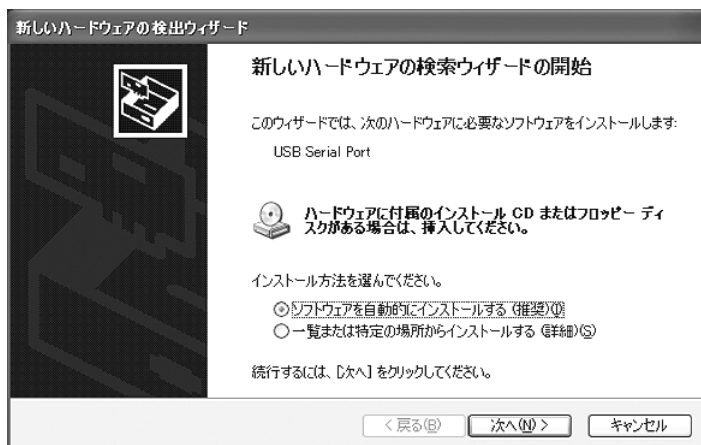 新しいハードウェアの検出ウィザード
新しいハードウェアの検索ウィザードの開始
このウィザードでは、次のハードウェアに必要なソフトウェアをインストールします:
USB Serial Port
ハードウェアに付属のインストール CD またはフロッピー ディ
スクがある場合は、挿入してください。
インストール方法を選んでください。
ソフトウェアを自動的にインストールする (推奨)(I)
一覧または特定の場所からインストールする (詳細)(S)
続行するには、[次へ] をクリックしてください。
< 戻る(B) 次へ(N) > キャンセル